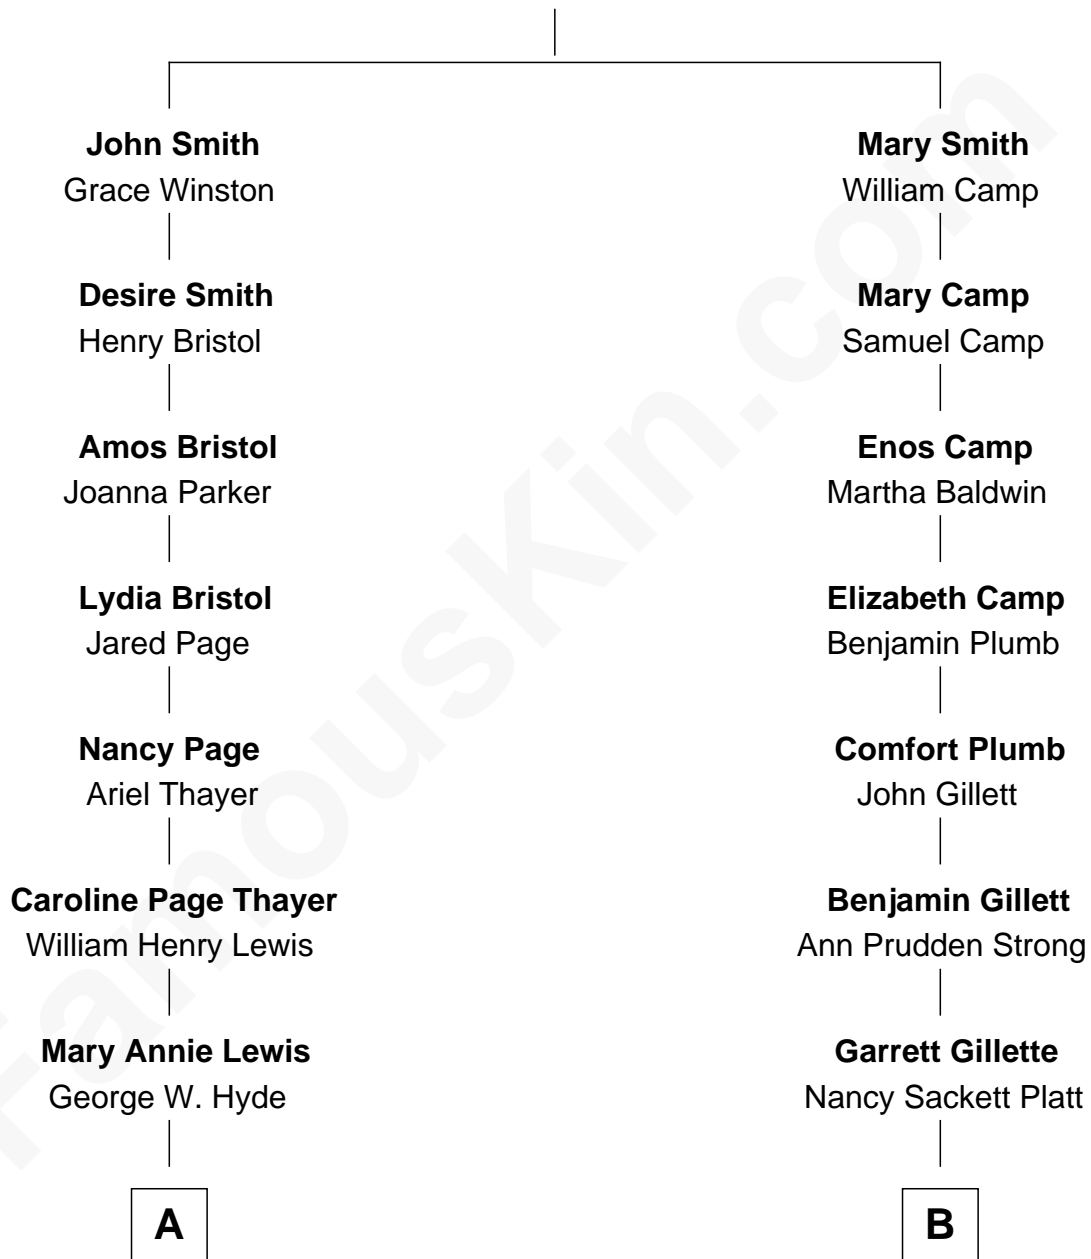 John Smith
Grace Winston
Mary Smith
William Camp
Desire Smith
Henry Bristol
Mary Camp
Samuel Camp
Amos Bristol
Joanna Parker
Enos Camp
Martha Baldwin
Lydia Bristol
Jared Page
Elizabeth Camp
Benjamin Plumb
Nancy Page
Ariel Thayer
Comfort Plumb
John Gillett
Caroline Page Thayer
William Henry Lewis
Benjamin Gillett
Ann Prudden Strong
Mary Annie Lewis
George W. Hyde
Garrett Gillette
Nancy Sackett Platt
A
B
FamousKin.com